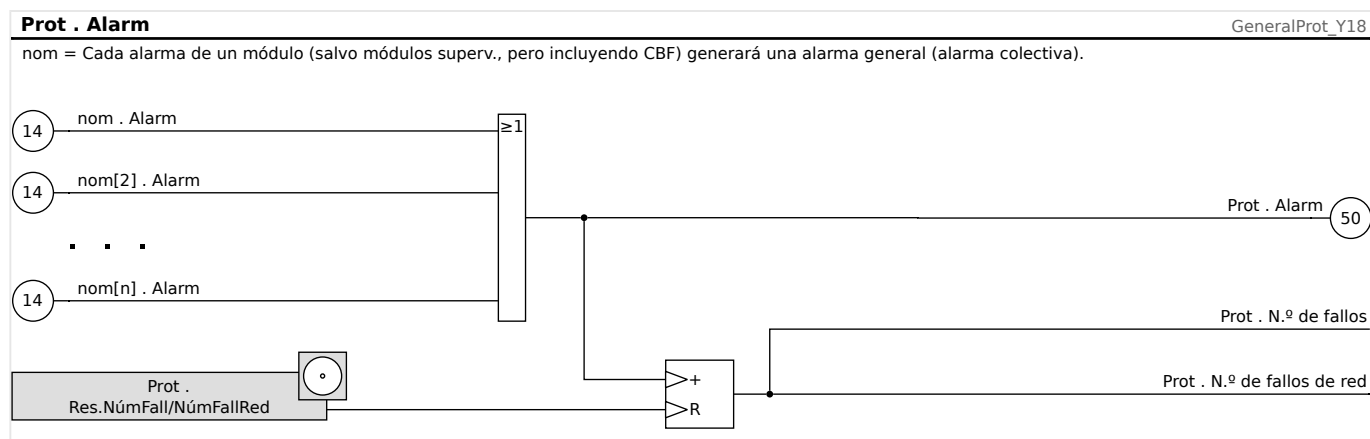 Prot . Alarm
GeneralProt_Y18
nom = Cada alarma de un módulo (salvo módulos superv., pero incluyendo CBF) generará una alarma general (alarma colectiva).
14
nom . Alarm
≥1
14
nom[2] . Alarm
Prot . Alarm
50
. . .
14
nom[n] . Alarm
Prot . N.º de fallos
Prot .
Res.NúmFall/NúmFallRed
+
R
Prot . N.º de fallos de red